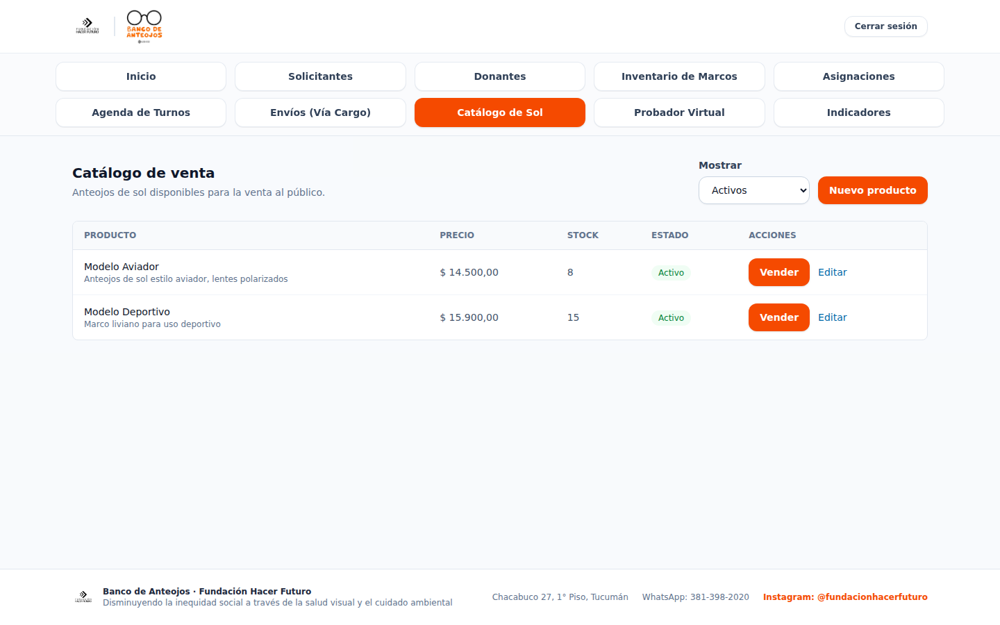 FUNDACIÓN
HACER FUTURO
BANCO DE
ANTEOJOS
Cerrar sesión
Inicio
Solicitantes
Donantes
Inventario de Marcos
Asignaciones
Agenda de Turnos
Envíos (Vía Cargo)
Catálogo de Sol
Probador Virtual
Indicadores
Catálogo de venta
Anteojos de sol disponibles para la venta al público.
Mostrar
Activos
Nuevo producto
PRODUCTO PRECIO STOCK ESTADO ACCIONES
Modelo Aviador
Anteojos de sol estilo aviador, lentes polarizados
$ 14.500,00 8 Activo Vender Editar
Modelo Deportivo
Marco liviano para uso deportivo
$ 15.900,00 15 Activo Vender Editar
FUNDACIÓN
HACER FUTURO
Banco de Anteojos · Fundación Hacer Futuro
Disminuyendo la inequidad social a través de la salud visual y el cuidado ambiental
Chacabuco 27, 1° Piso, Tucumán
WhatsApp: 381-398-2020
Instagram: @fundacionhacerfuturo